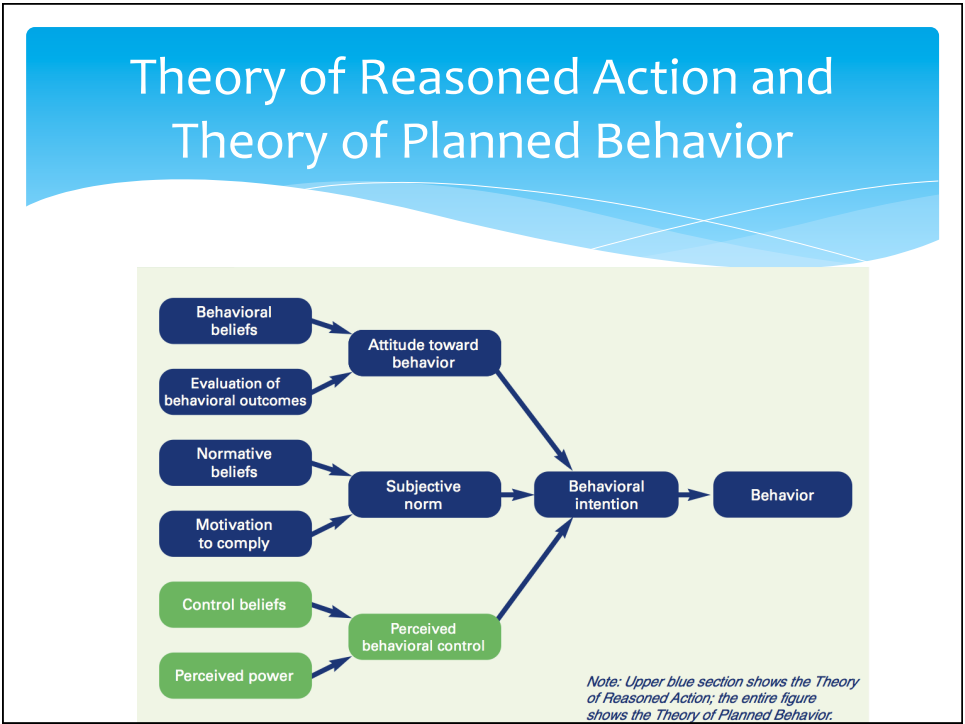 Theory of Reasoned Action and
Theory of Planned Behavior
Behavioral
beliefs
Attitude toward
behavior
Evaluation of
behavioral outcomes
Normative
beliefs
Subjective
norm
Behavioral
intention
Behavior
Motivation
to comply
Control beliefs
Perceived
behavioral control
Perceived power
Note: Upper blue section shows the Theory
of Reasoned Action; the entire figure
shows the Theory of Planned Behavior.